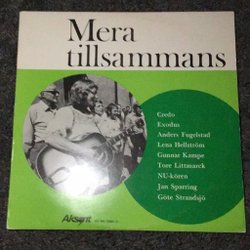 Mera
tillsammans
Credo
Exodus
Anders Fugelstad
Lena Hellström
Gunnar Kampe
Tore Littmarck
NU-kören
Jan Sparring
Göte Strandsjö
Aksent